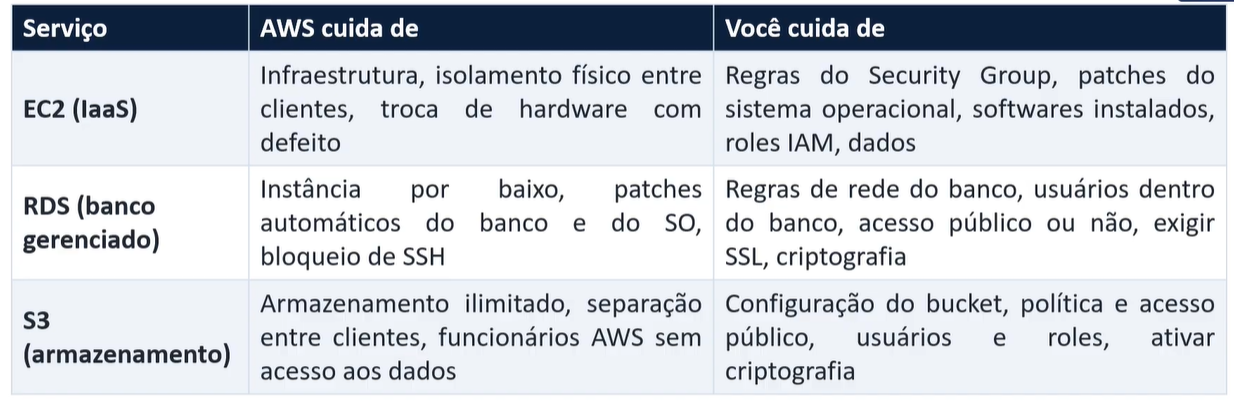 Serviço AWS cuida de Você cuida de
EC2 (IaaS)
Infraestrutura, isolamento físico entre
clientes, troca de hardware com
defeito
Regras do Security Group, patches do
sistema operacional, softwares instalados,
roles IAM, dados
RDS (banco
gerenciado)
Instância por baixo, patches
automáticos do banco e do SO,
bloqueio de SSH
Regras de rede do banco, usuários dentro
do banco, acesso público ou não, exigir
SSL, criptografia
S3
(armazenamento)
Armazenamento ilimitado, separação
entre clientes, funcionários AWS sem
acesso aos dados
Configuração do bucket, política e acesso
público, usuários e roles, ativar
criptografia